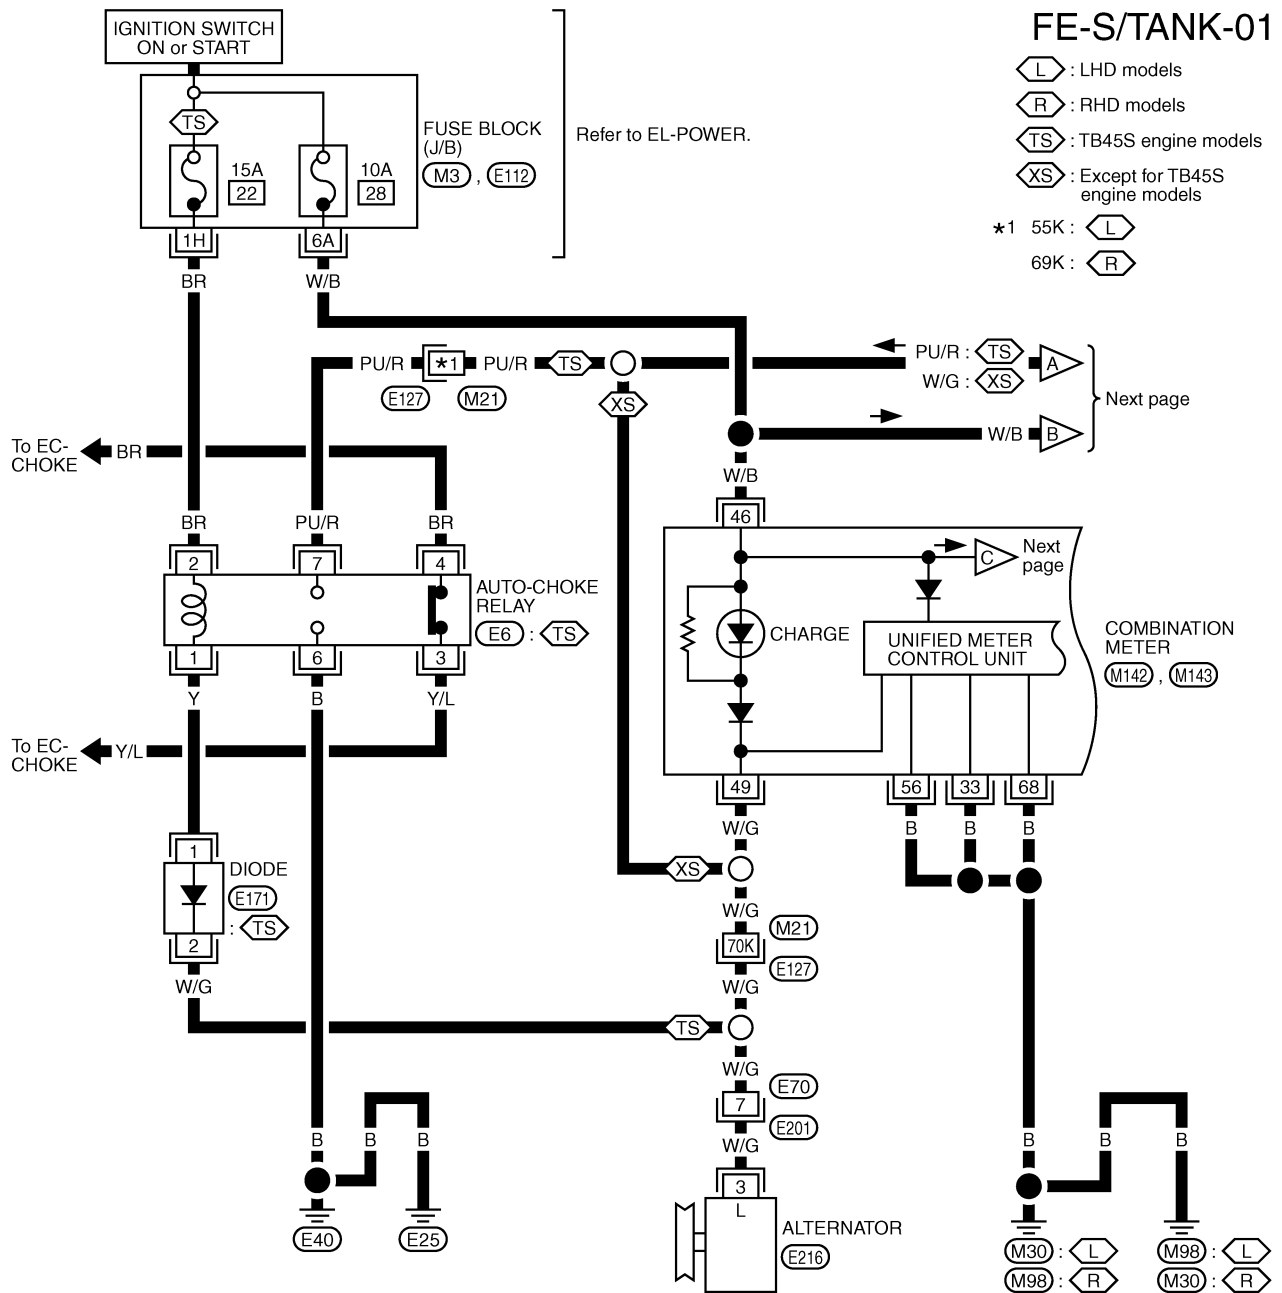 FE-S/TANK-01
IGNITION SWITCH
ON or START
L : LHD models
R : RHD models
TS : TB45S engine models
XS : Except for TB45S
engine models
*1 55K : L
69K : R
TS
15A
22
10A
28
FUSE BLOCK
(J/B)
M3 , E112
Refer to EL-POWER.
1H
6A
BR
W/B
PU/R
*1
PU/R
TS
E127
M21
XS
PU/R : TS
W/G : XS
A
W/B
B
Next page
To EC-
CHOKE
BR
W/B
BR
PU/R
BR
46
2
7
4
AUTO-CHOKE
RELAY
E6 : TS
1
6
3
Y
B
Y/L
To EC-
CHOKE
Y/L
C
Next
page
CHARGE
UNIFIED METER
CONTROL UNIT
COMBINATION
METER
M142 , M143
49
56
33
68
W/G
B
B
B
1
DIODE
E171
: TS
2
W/G
XS
W/G
M21
70K
E127
W/G
TS
W/G
E70
7
E201
W/G
3
L
ALTERNATOR
E216
B
B
B
E40
E25
B
B
B
M30 : L
M98 : R
M98 : L
M30 : R